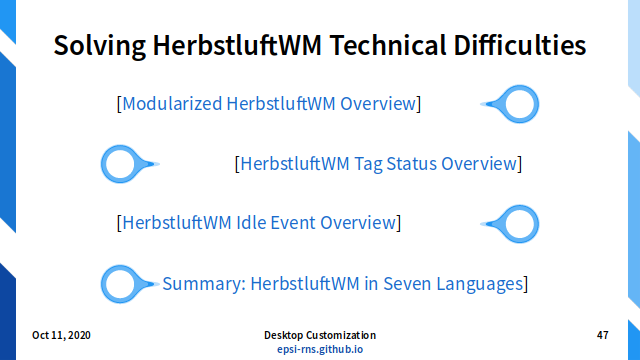 Solving HerbstluftWM Technical Difficulties
[Modularized HerbstluftWM Overview]
[HerbstluftWM Tag Status Overview]
[HerbstluftWM Idle Event Overview]
Summary: HerbstluftWM in Seven Languages]
Oct 11, 2020
Desktop Customization
47
epsi-rns.github.io